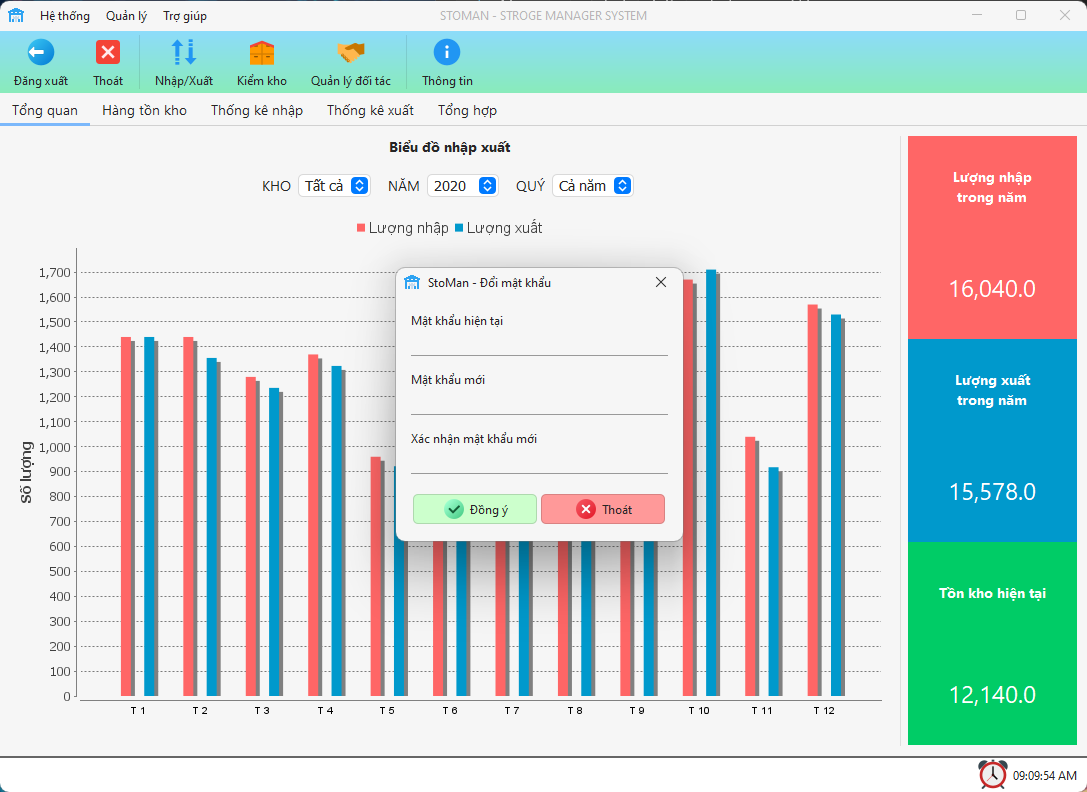 Hệ thống Quản lý Trợ giúp
STOMAN - STROGE MANAGER SYSTEM
Đăng xuất Thoát Nhập/Xuất Kiểm kho Quản lý đối tác Thông tin
Tổng quan Hàng tồn kho Thống kê nhập Thống kê xuất Tổng hợp
Biểu đồ nhập xuất
KHO Tất cả NĂM 2020 QUÝ Cả năm
Lượng nhập Lượng xuất
Số lượng
1,700
1,600
1,500
1,400
1,300
1,200
1,100
1,000
900
800
700
600
500
400
300
200
100
0
T 1 T 2 T 3 T 4 T 5 T 6 T 7 T 8 T 9 T 10 T 11 T 12
StoMan - Đổi mật khẩu
Mật khẩu hiện tại
Mật khẩu mới
Xác nhận mật khẩu mới
Đồng ý Thoát
Lượng nhập
trong năm
16,040.0
Lượng xuất
trong năm
15,578.0
Tồn kho hiện tại
12,140.0
09:09:54 AM